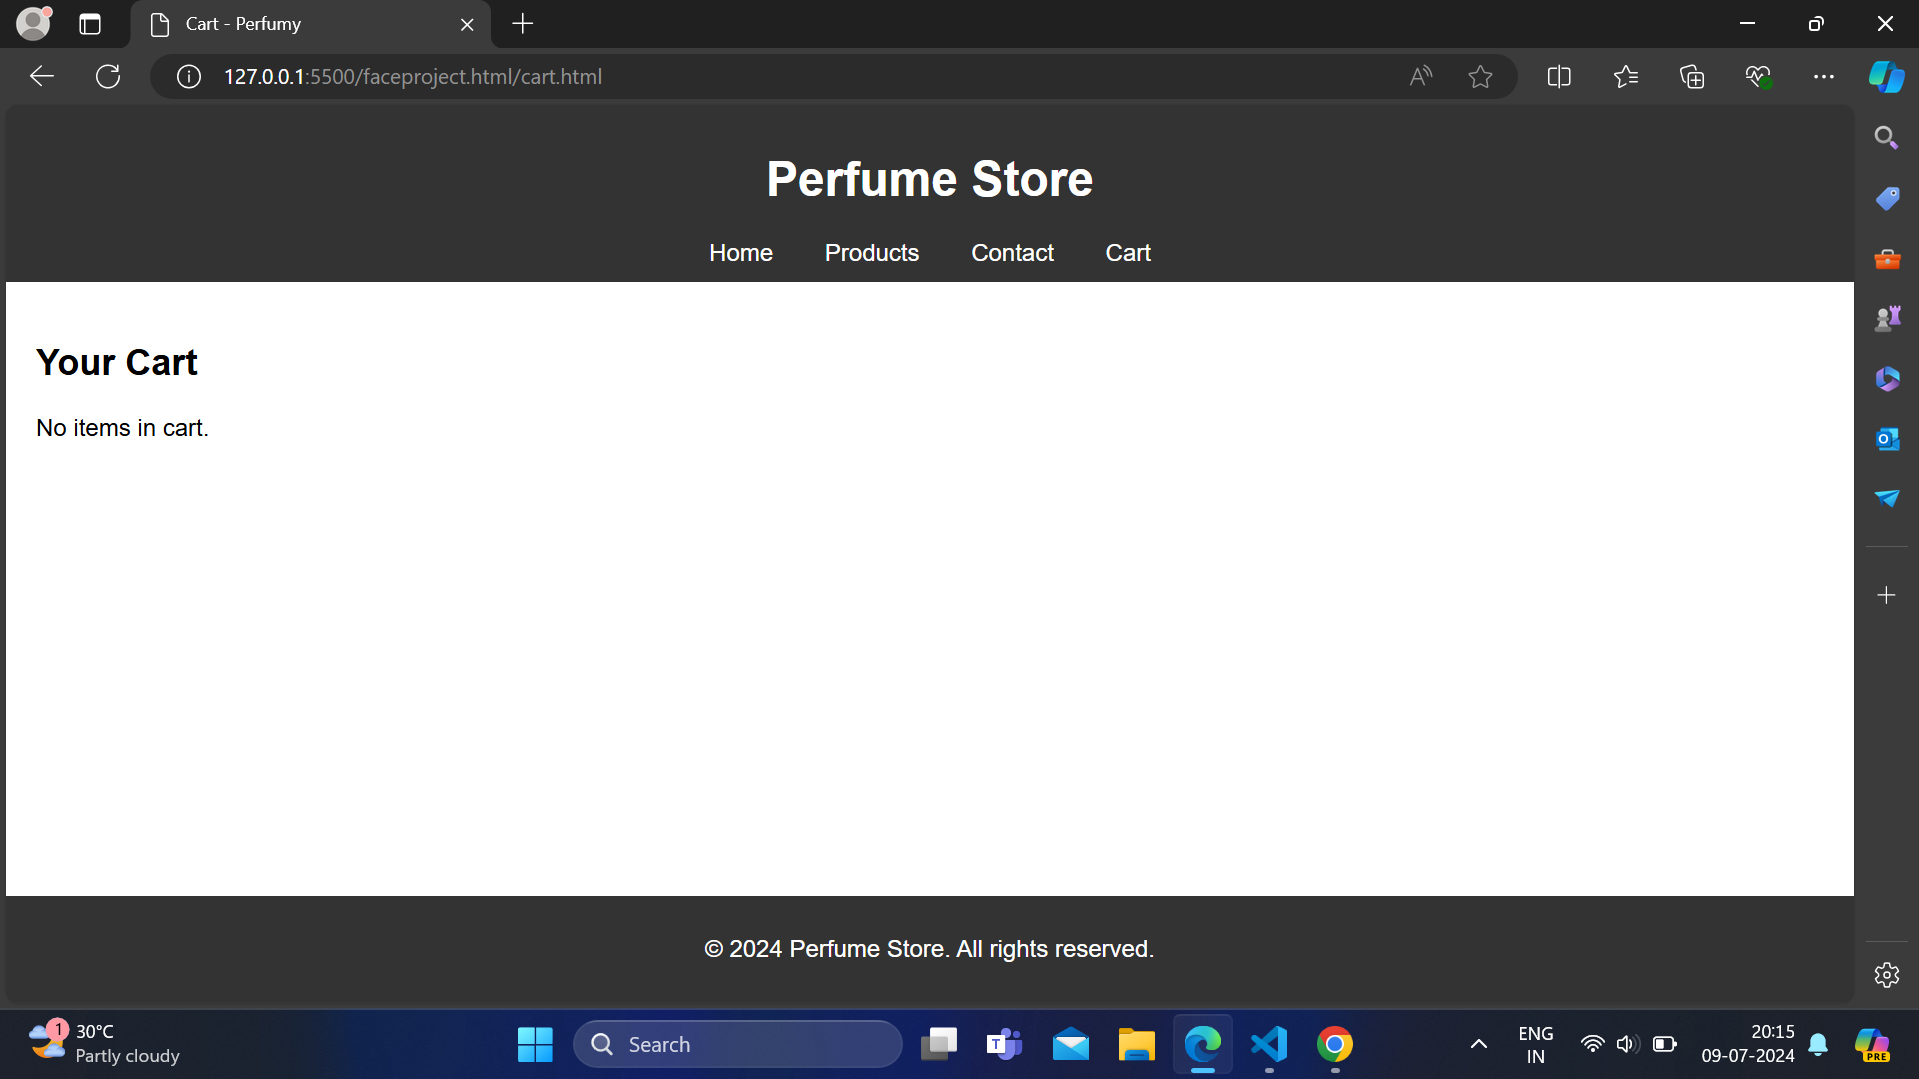 Cart - Perfumy
127.0.0.1:5500/faceproject.html/cart.html
Perfume Store
Home Products Contact Cart
Your Cart
No items in cart.
© 2024 Perfume Store. All rights reserved.
1
30°C
Partly cloudy
Search
ENG
IN
20:15
09-07-2024
PRE